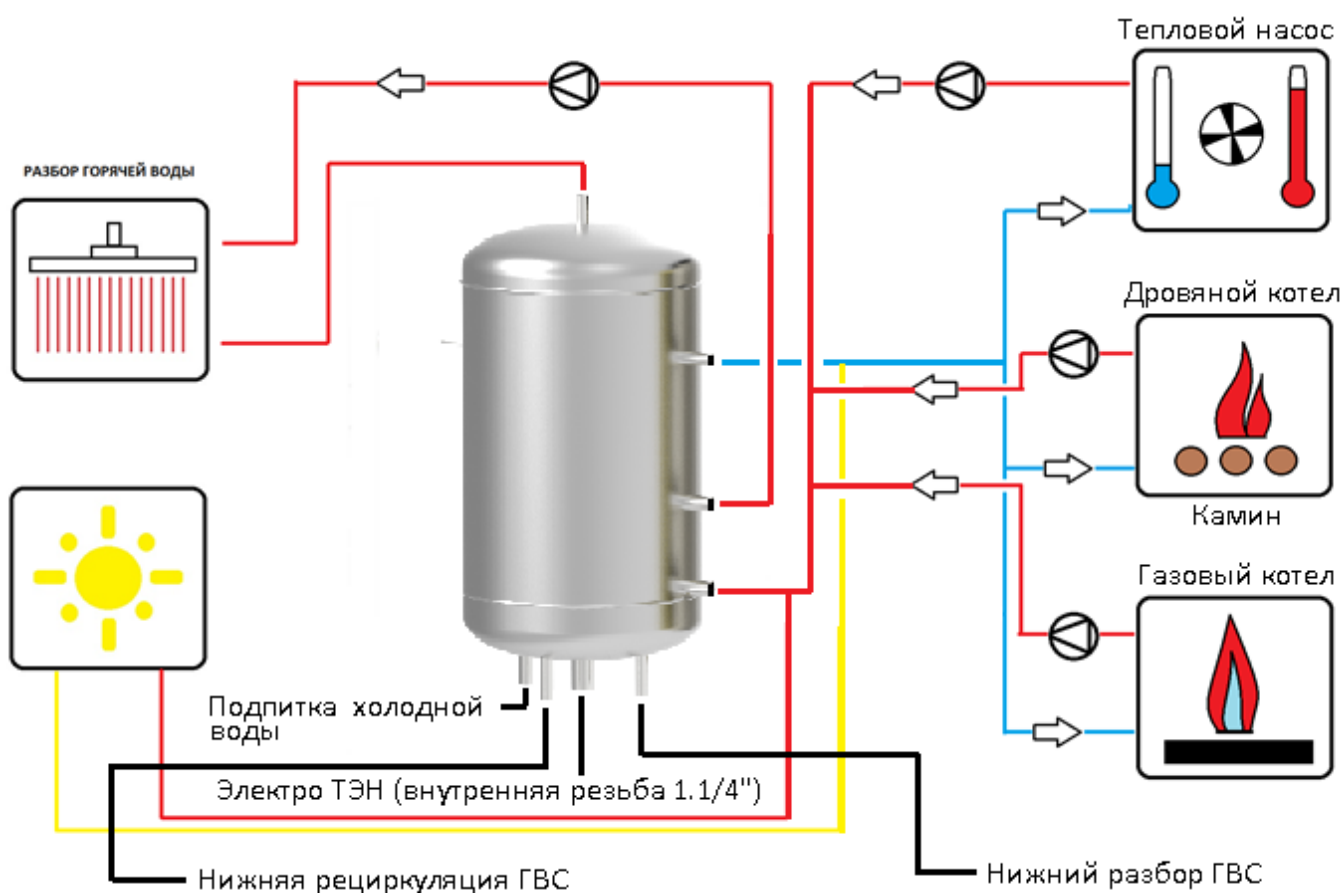 Тепловой насос
РАЗБОР ГОРЯЧЕЙ ВОДЫ
Дровяной котел
Камин
Газовый котел
Подпитка холодной
воды
Электро ТЭН (внутренняя резьба 1.1/4")
Нижняя рециркуляция ГВС
Нижний разбор ГВС